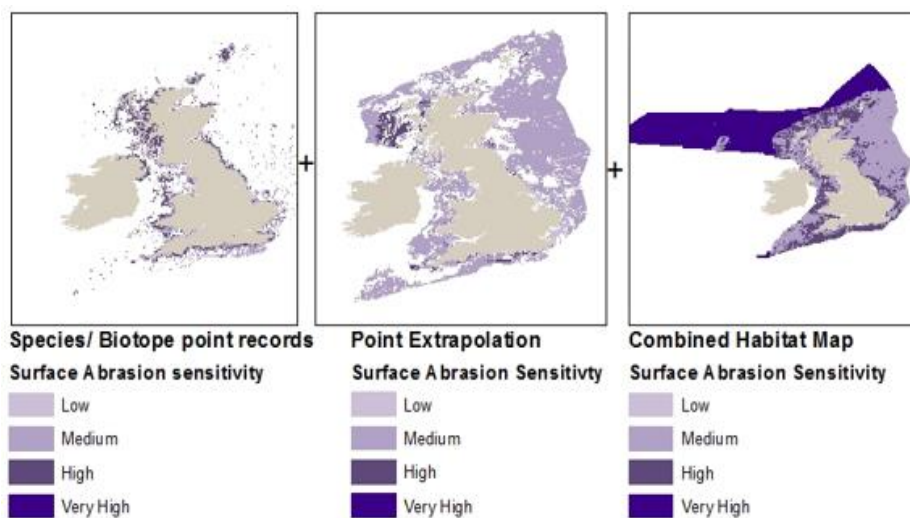 +
+
Species/ Biotope point records
Surface Abrasion sensitivity
Low
Medium
High
Very High
Point Extrapolation
Surface Abrasion Sensitivty
Low
Medium
High
Very High
Combined Habitat Map
Surface Abrasion Sensitivity
Low
Medium
High
Very High